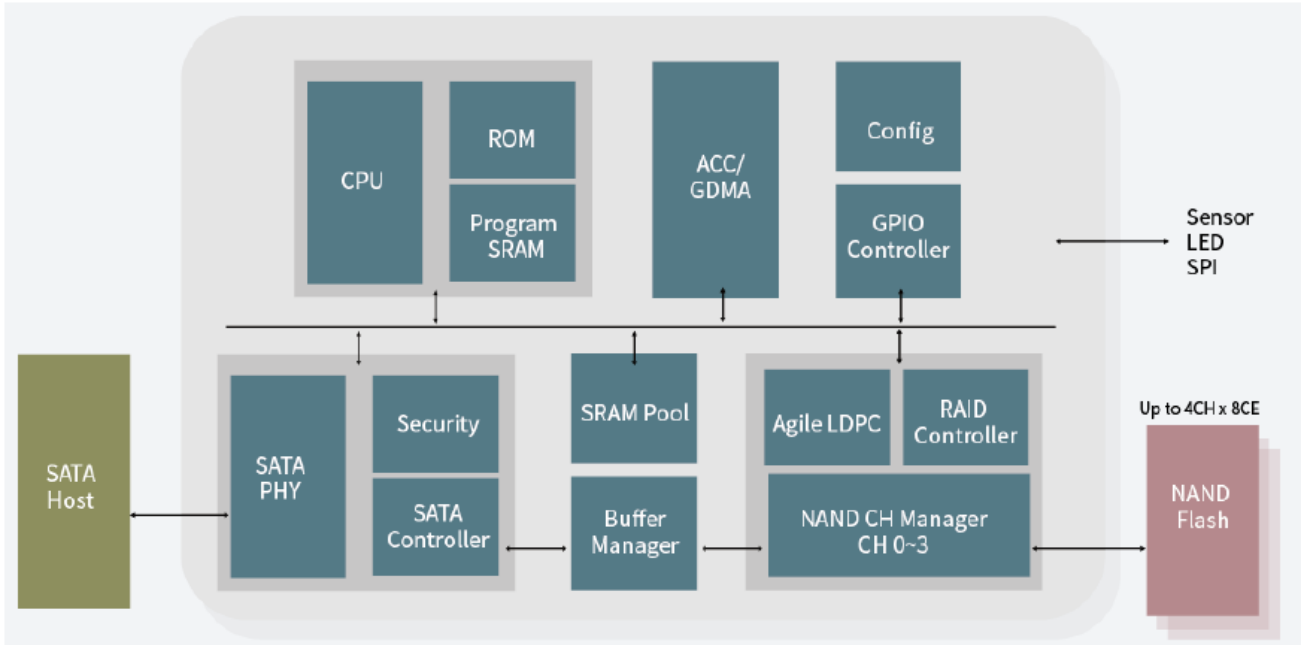 CPU
ROM
Program
SRAM
ACC/
GDMA
Config
GPIO
Controller
Sensor
LED
SPI
SATA
Host
SATA
PHY
Security
SATA
Controller
SRAM Pool
Buffer
Manager
Agile LDPC
RAID
Controller
NAND CH Manager
CH 0~3
Up to 4CH x 8CE
NAND
Flash